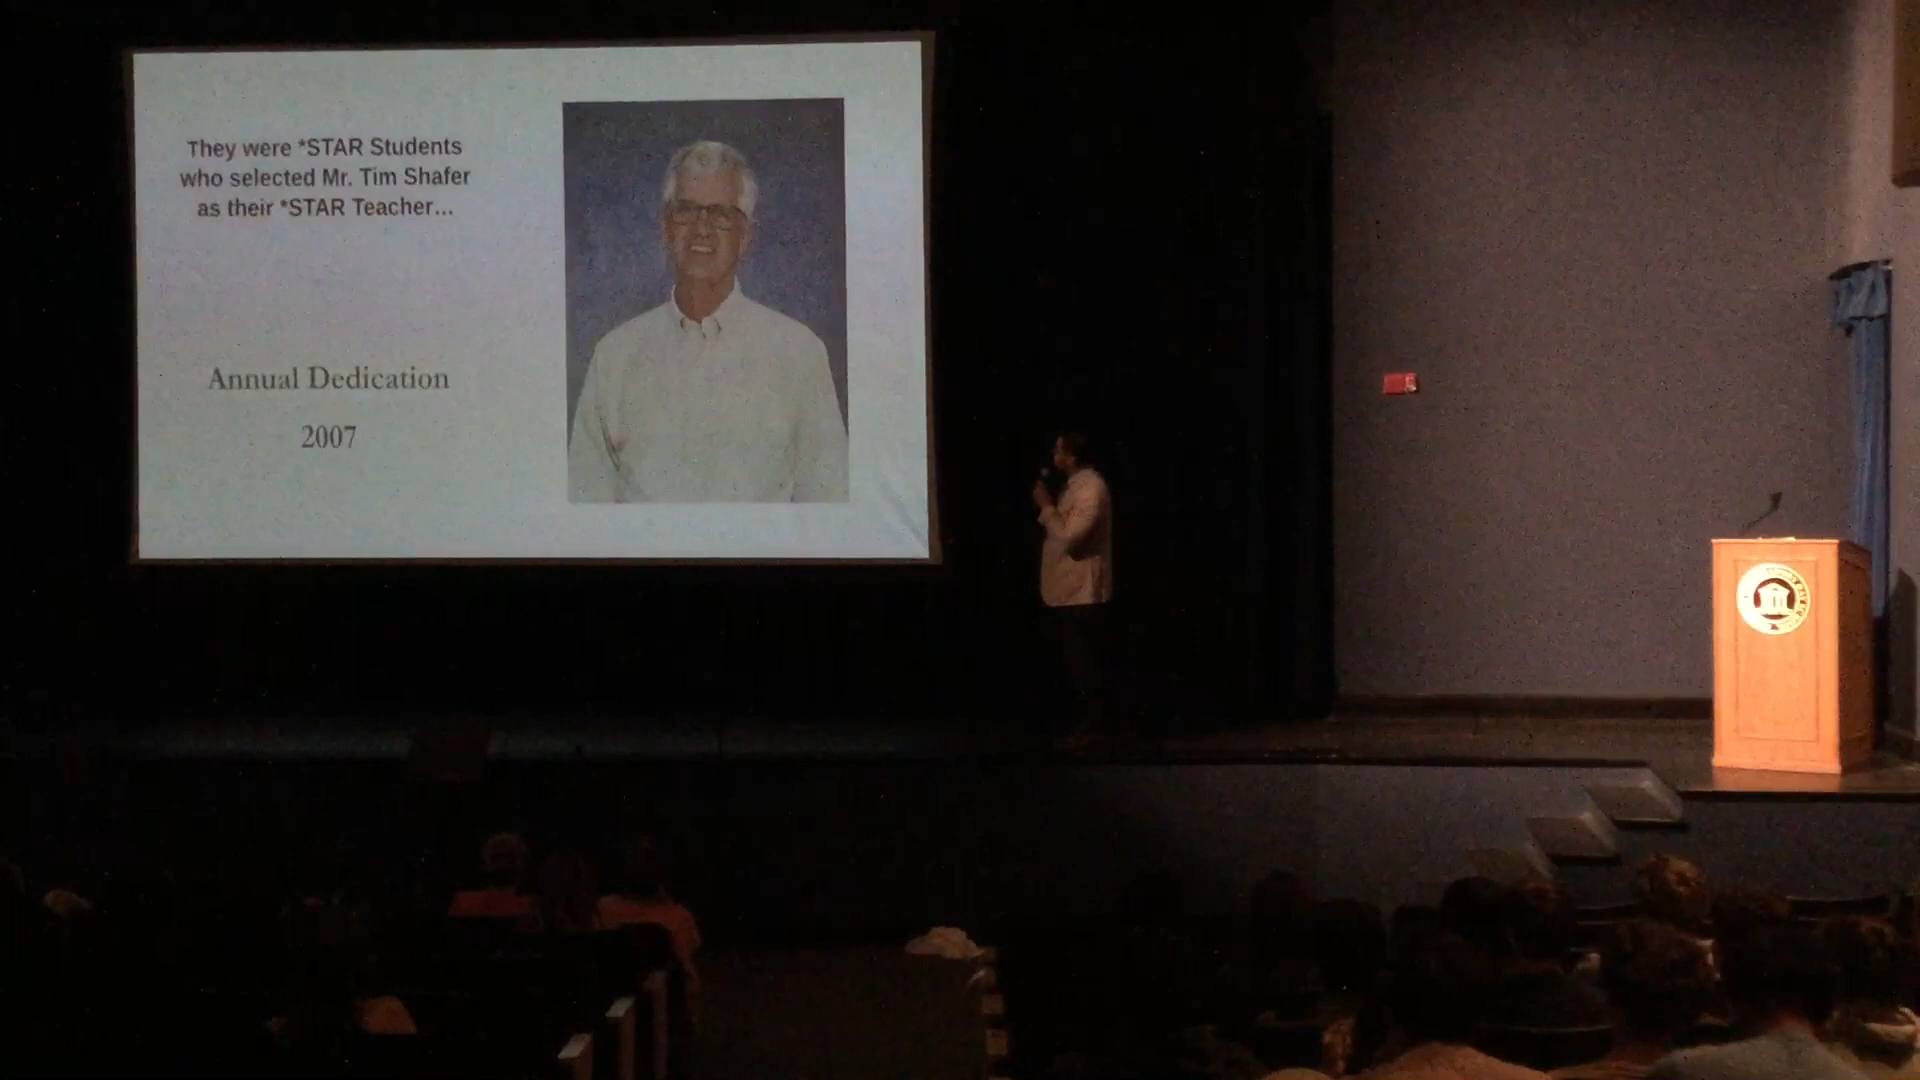 They were *STAR Students
who selected Mr. Tim Shafer
as their *STAR Teacher...
Annual Dedication
2007